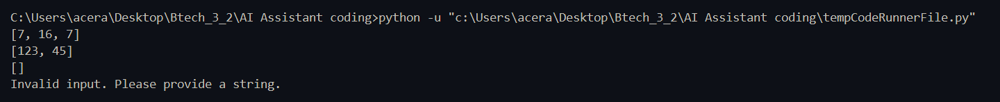 C:\Users\acera\Desktop\Btech_3_2\AI Assistant coding>python -u "c:\Users\acera\Desktop\Btech_3_2\AI Assistant coding\tempCodeRunnerFile.py"
[7, 16, 7]
[123, 45]
[]
Invalid input. Please provide a string.